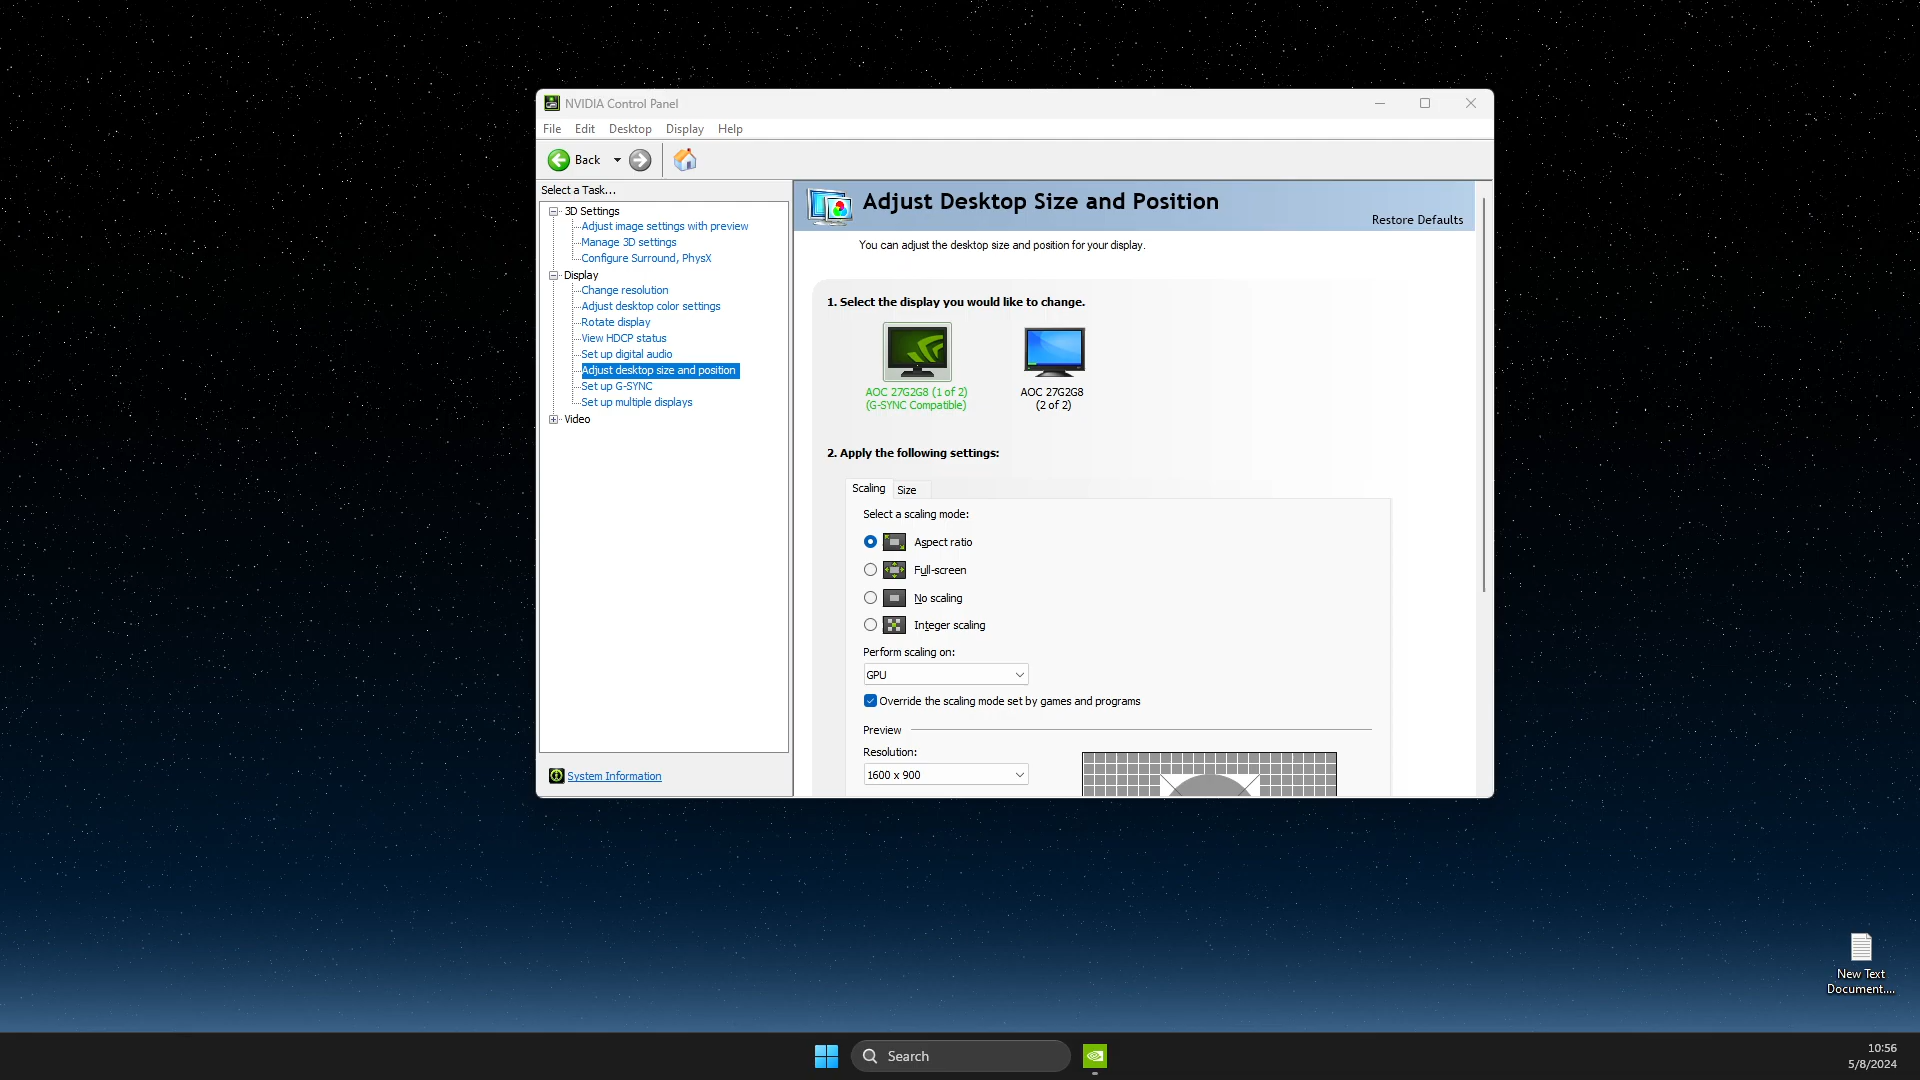 NVIDIA Control Panel
File Edit Desktop Display Help
Back
Select a Task...
3D Settings
Adjust image settings with preview
Manage 3D settings
Configure Surround, PhysX
Display
Change resolution
Adjust desktop color settings
Rotate display
View HDCP status
Set up digital audio
Adjust desktop size and position
Set up G-SYNC
Set up multiple displays
Video
System Information
Adjust Desktop Size and Position
Restore Defaults
You can adjust the desktop size and position for your display.
1. Select the display you would like to change.
AOC 27G2G8 (1 of 2)
(G-SYNC Compatible)
AOC 27G2G8
(2 of 2)
2. Apply the following settings:
Scaling Size
Select a scaling mode:
Aspect ratio
Full-screen
No scaling
Integer scaling
Perform scaling on:
GPU
Override the scaling mode set by games and programs
Preview
Resolution:
1600 x 900
New Text
Document....
Search
10:56
5/8/2024